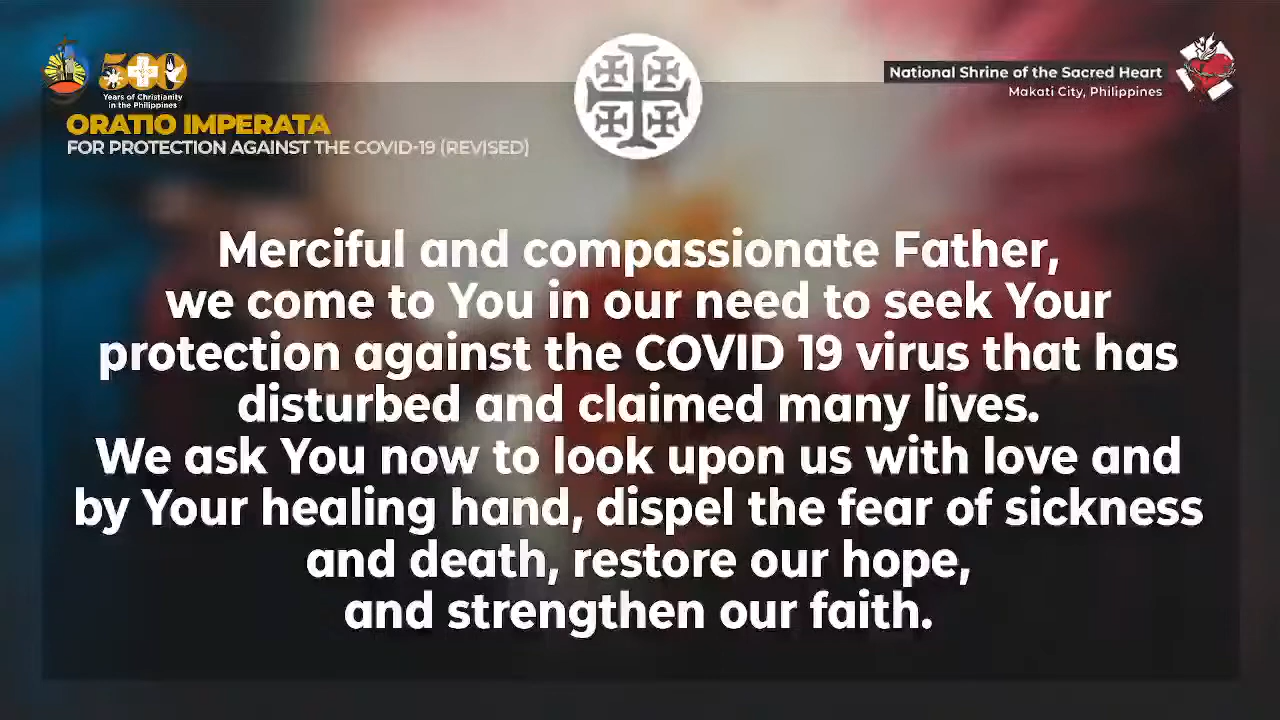 500
Years of Christianity
in the Philippines
National Shrine of the Sacred Heart
Makati City, Philippines
ORATIO IMPERATA
FOR PROTECTION AGAINST THE COVID-19 (REVISED)
Merciful and compassionate Father,
we come to You in our need to seek Your
protection against the COVID 19 virus that has
disturbed and claimed many lives.
We ask You now to look upon us with love and
by Your healing hand, dispel the fear of sickness
and death, restore our hope,
and strengthen our faith.